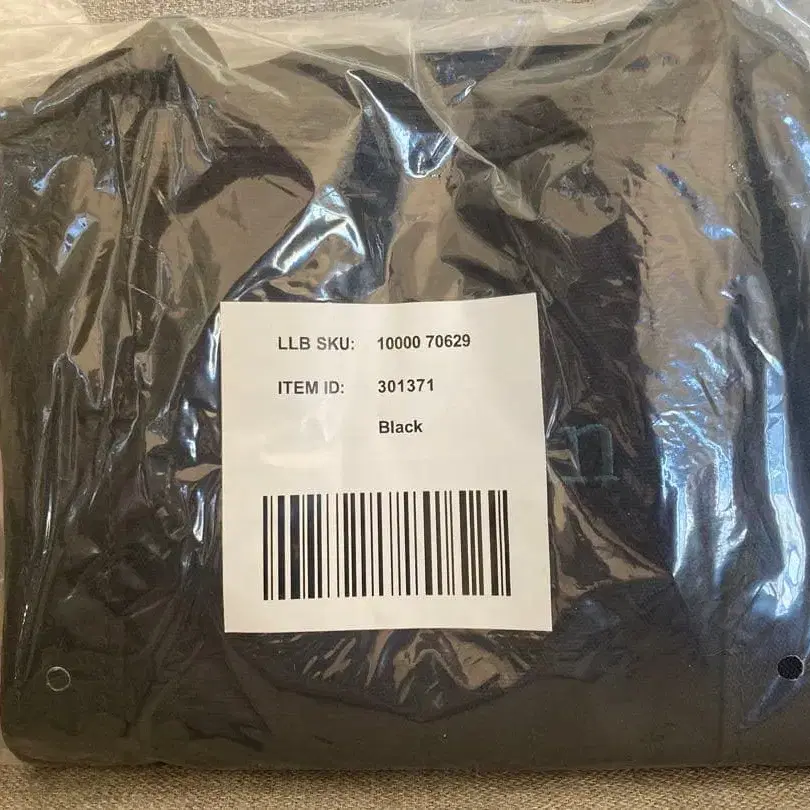 LLB SKU: 10000 70629
ITEM ID: 301371
Black
n